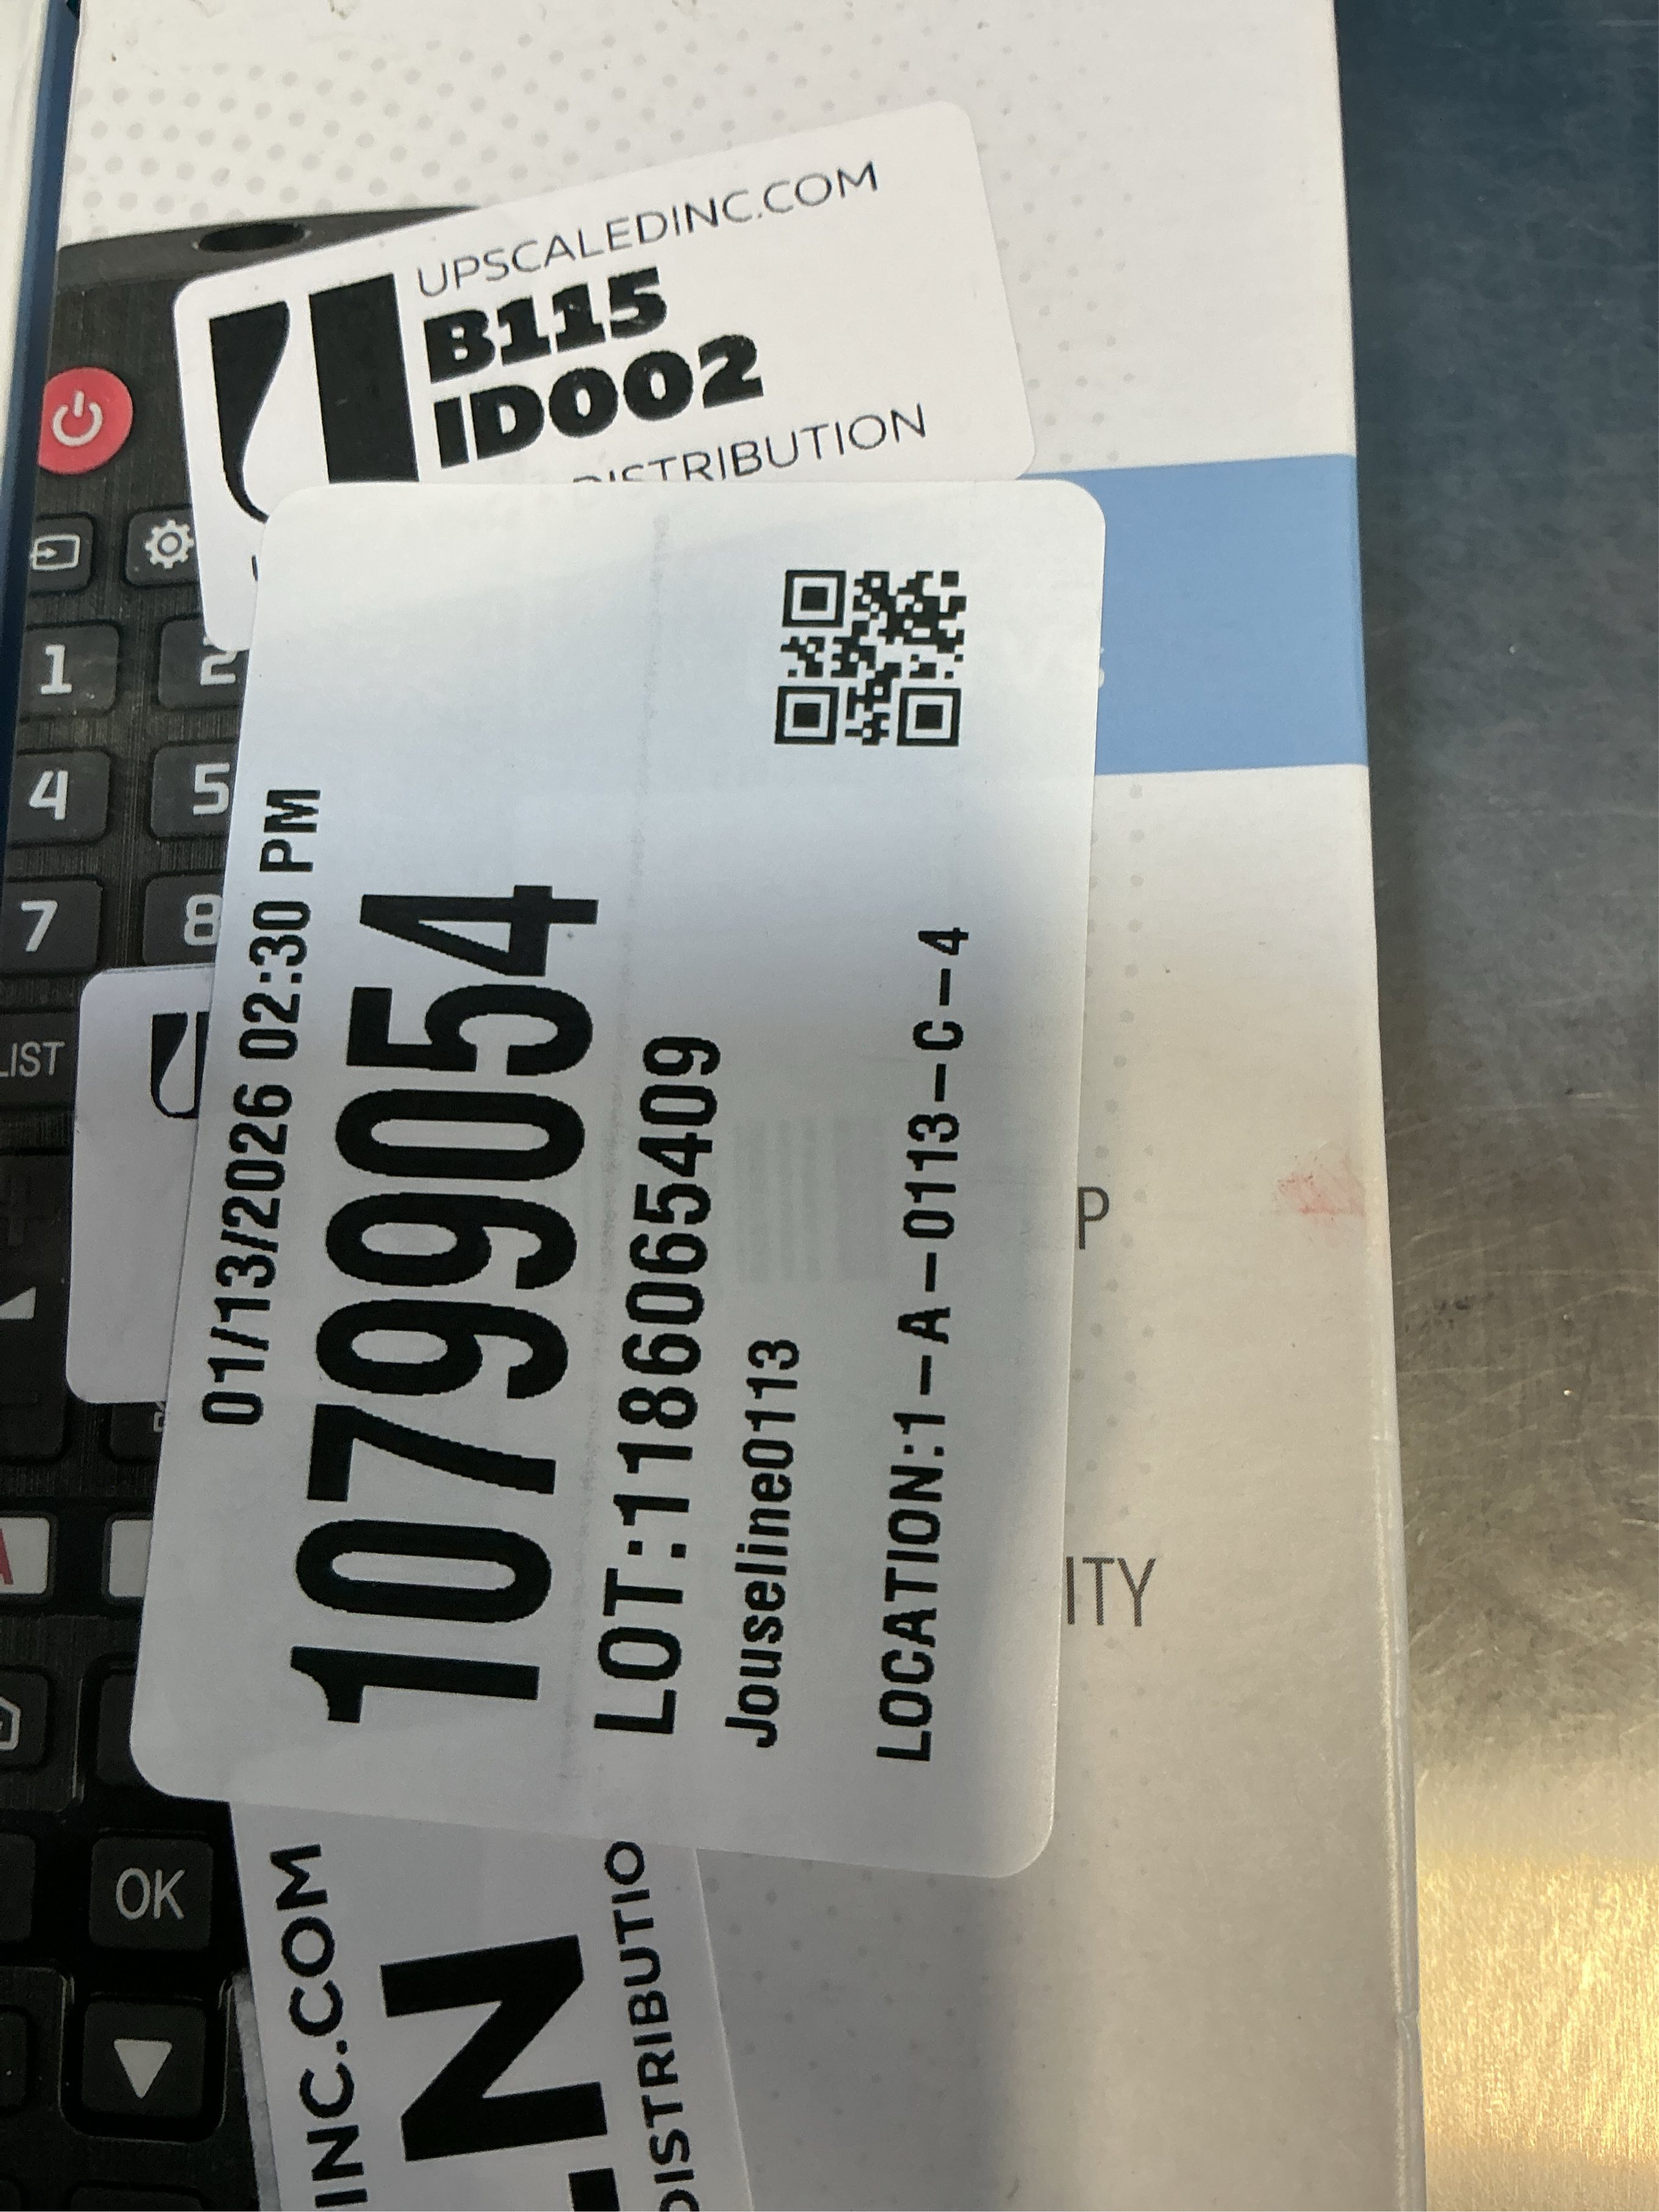 UPSCALEDINC.COM
B115
ID002
DISTRIBUTION
01/13/2026 02:30 PM
10799054
LOT:1186065409
Jouseline0113
LOCATION:1-A-0113-C-4
1
2
4
5
7
8
LIST
P
ITY
OK
INC.COM
N
DISTRIBUTIO